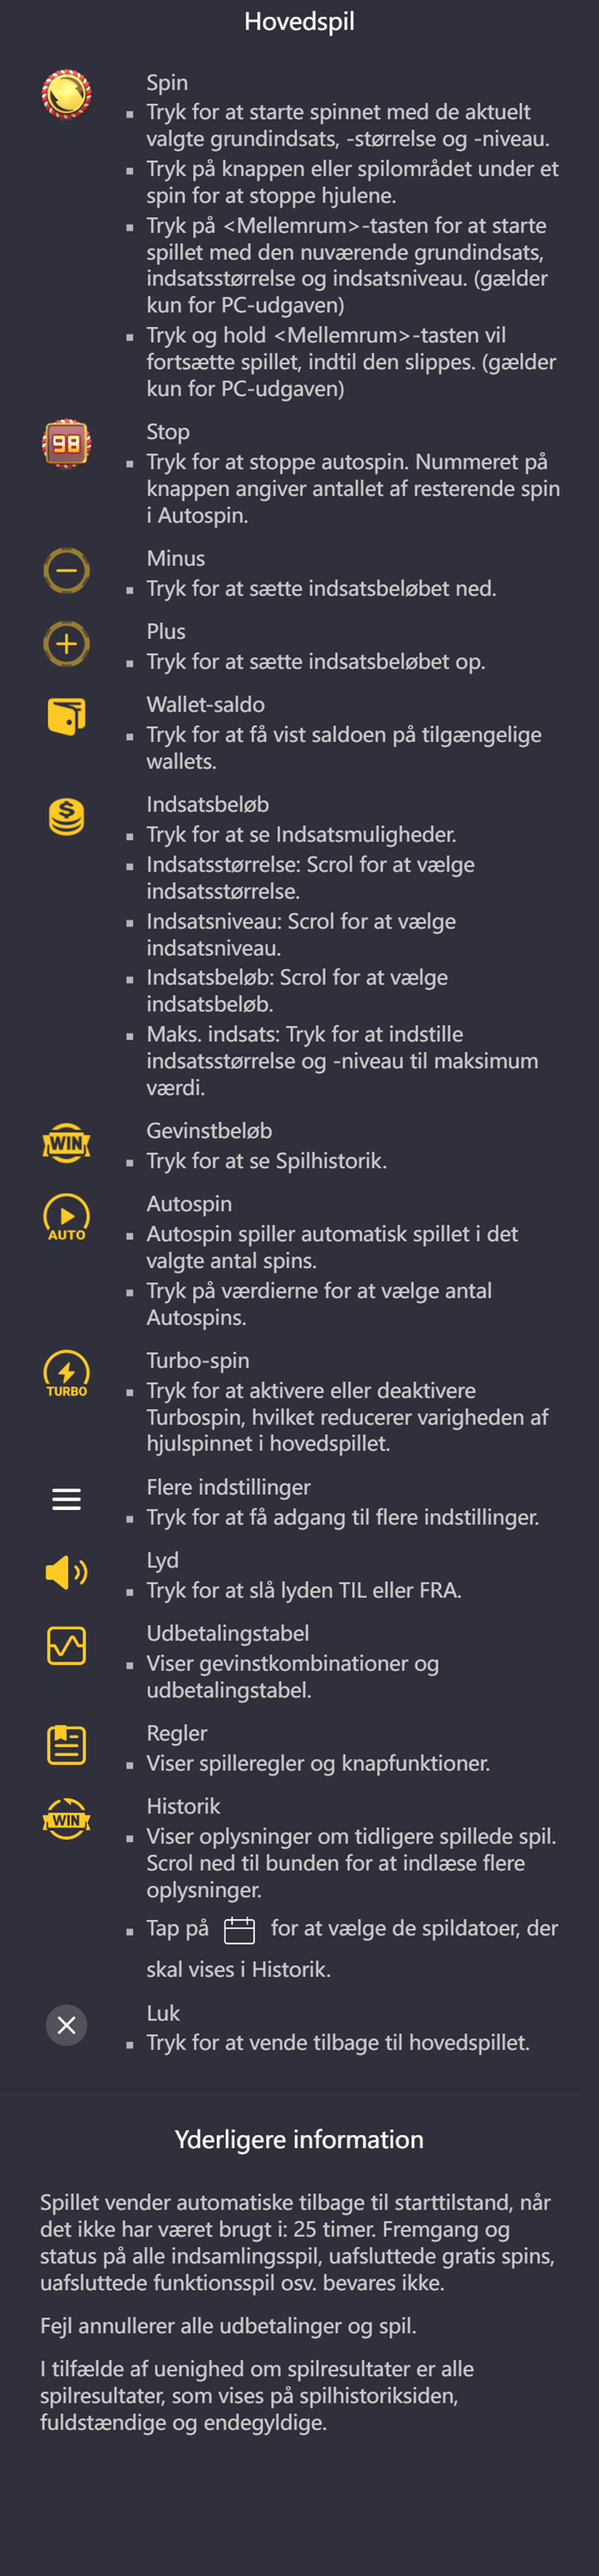 Hovedspil
Spin
▪ Tryk for at starte spinnet med de aktuelt
valgte grundindsats, -størrelse og -niveau.
▪ Tryk på knappen eller spilområdet under et
spin for at stoppe hjulene.
▪ Tryk på <Mellemrum>-tasten for at starte
spillet med den nuværende grundindsats,
indsatsstørrelse og indsatsniveau. (gælder
kun for PC-udgaven)
▪ Tryk og hold <Mellemrum>-tasten vil
fortsætte spillet, indtil den slippes. (gælder
kun for PC-udgaven)
98
Stop
▪ Tryk for at stoppe autospin. Nummeret på
knappen angiver antallet af resterende spin
i Autospin.
Minus
▪ Tryk for at sætte indsatsbeløbet ned.
Plus
▪ Tryk for at sætte indsatsbeløbet op.
Wallet-saldo
▪ Tryk for at få vist saldoen på tilgængelige
wallets.
Indsatsbeløb
▪ Tryk for at se Indsatsmuligheder.
▪ Indsatsstørrelse: Scrol for at vælge
indsatsstørrelse.
▪ Indsatsniveau: Scrol for at vælge
indsatsniveau.
▪ Indsatsbeløb: Scrol for at vælge
indsatsbeløb.
▪ Maks. indsats: Tryk for at indstille
indsatsstørrelse og -niveau til maksimum
værdi.
WIN
Gevinstbeløb
▪ Tryk for at se Spilhistorik.
AUTO
Autospin
▪ Autospin spiller automatisk spillet i det
valgte antal spins.
▪ Tryk på værdierne for at vælge antal
Autospins.
TURBO
Turbo-spin
▪ Tryk for at aktivere eller deaktivere
Turbospin, hvilket reducerer varigheden af
hjulspinnet i hovedspillet.
Flere indstillinger
▪ Tryk for at få adgang til flere indstillinger.
Lyd
▪ Tryk for at slå lyden TIL eller FRA.
Udbetalingstabel
▪ Viser gevinstkombinationer og
udbetalingstabel.
Regler
▪ Viser spilleregler og knapfunktioner.
WIN
Historik
▪ Viser oplysninger om tidligere spillede spil.
Scrol ned til bunden for at indlæse flere
oplysninger.
▪ Tap på for at vælge de spildatoer, der
skal vises i Historik.
Luk
▪ Tryk for at vende tilbage til hovedspillet.
Yderligere information
Spillet vender automatiske tilbage til starttilstand, når
det ikke har været brugt i: 25 timer. Fremgang og
status på alle indsamlingsspil, uafsluttede gratis spins,
uafsluttede funktionsspil osv. bevares ikke.
Fejl annullerer alle udbetalinger og spil.
I tilfælde af uenighed om spilresultater er alle
spilresultater, som vises på spilhistoriksiden,
fuldstændige og endegyldige.